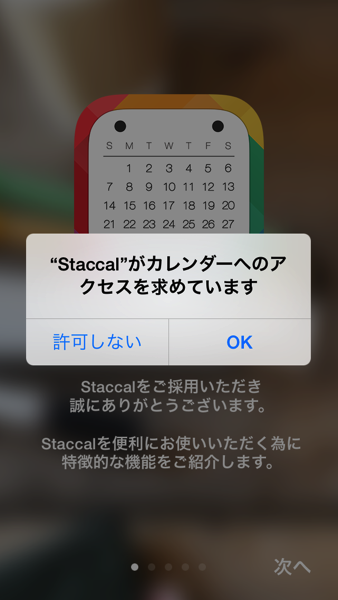 S M T W T F S
1 2 3 4 5 6
7 8 9 10 11 12 13
14 15 16 17 18 19 20
21 22 23 24 25 26 27
“Staccal”がカレンダーへのア
クセスを求めています
許可しない OK
Staccalをご採用いただき
誠にありがとうございます。
Staccalを便利にお使いいただく為に
特徴的な機能をご紹介します。
次へ